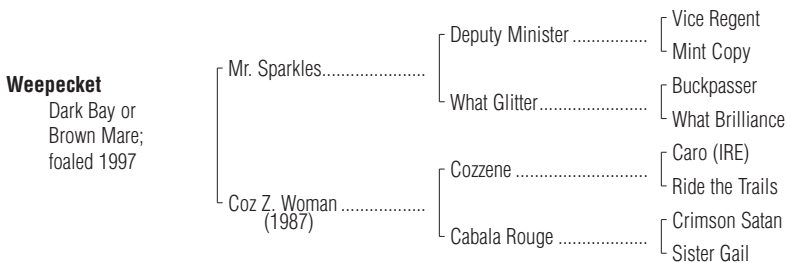 Weepecket
Dark Bay or
Brown Mare;
foaled 1997
Mr. Sparkles......................
Coz Z. Woman ..................
(1987)
Deputy Minister ................
What Glitter.......................
Cozzene ............................
Cabala Rouge ...................
Vice Regent
Mint Copy
Buckpasser
What Brilliance
Caro (IRE)
Ride the Trails
Crimson Satan
Sister Gail